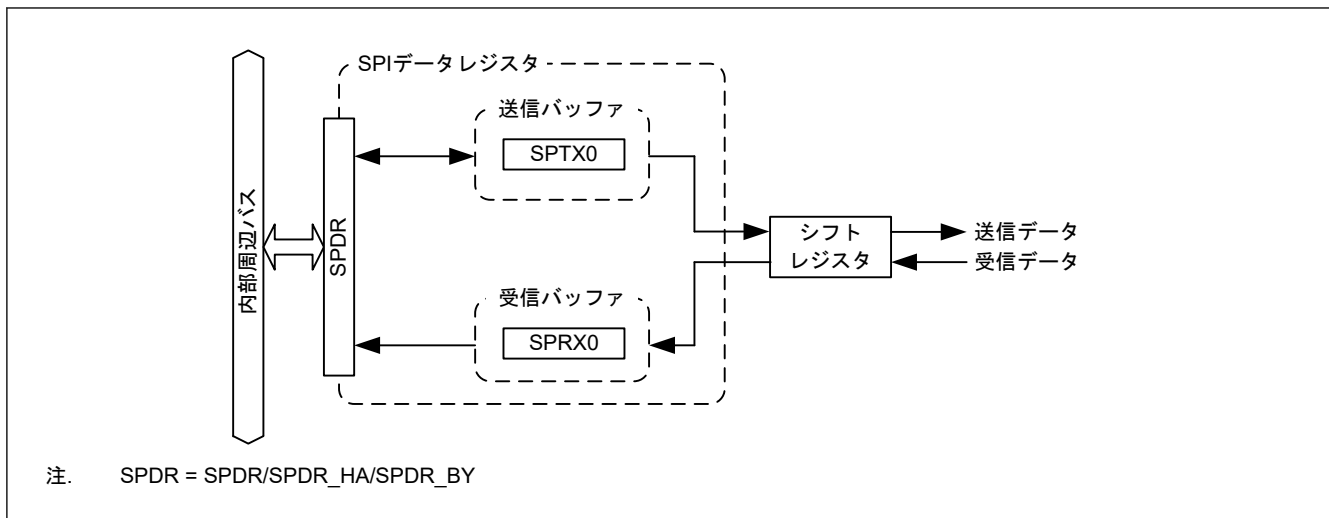 SPIデータレジスタ
送信バッファ
SPTX0
内部周辺バス
SPDR
シフト
レジスタ
送信データ
受信データ
受信バッファ
SPRX0
注. SPDR = SPDR/SPDR_HA/SPDR_BY